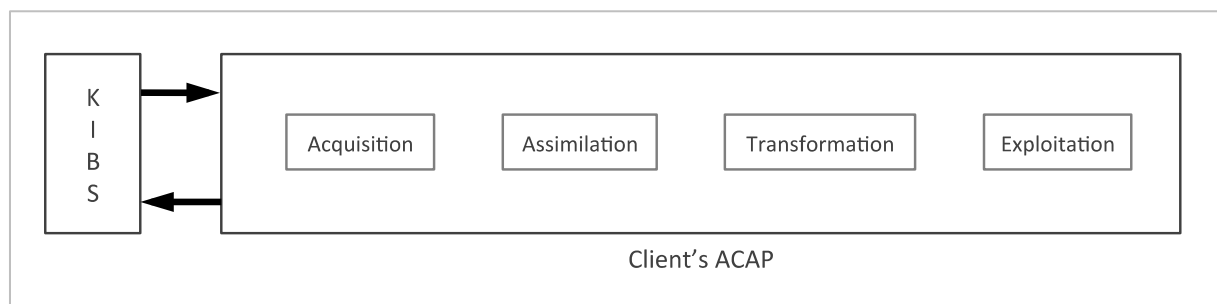 K
I
B
S
Acquisition
Assimilation
Transformation
Exploitation
Client’s ACAP